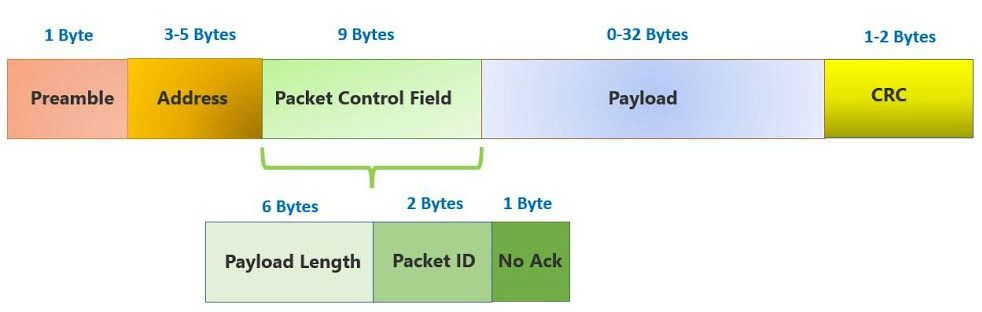 1 Byte 3-5 Bytes 9 Bytes 0-32 Bytes 1-2 Bytes
Preamble Address Packet Control Field Payload CRC
6 Bytes 2 Bytes 1 Byte
Payload Length Packet ID No Ack